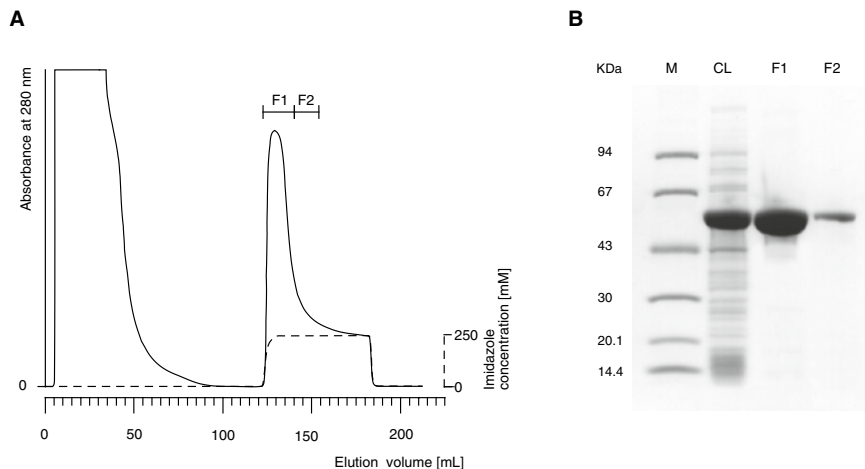 A
Absorbance at 280 nm
F1 F2
0
250
0
Imidazole
concentration [mM]
0 50 100 150 200
Elution volume [mL]
B
KDa M CL F1 F2
94
67
43
30
20.1
14.4